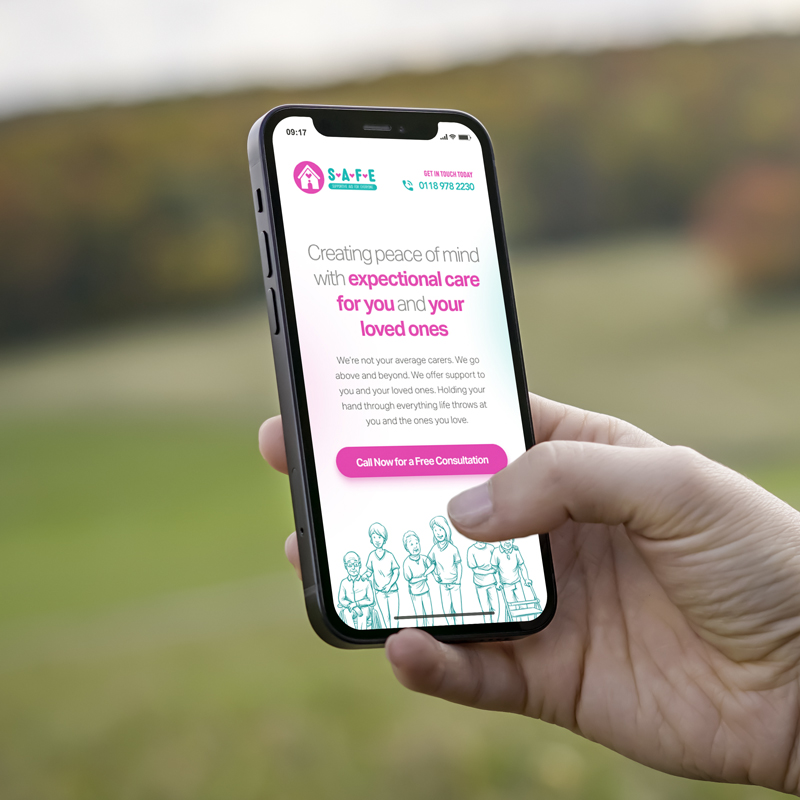 09:17
S♥A♥F♥E
GET IN TOUCH TODAY
0118 978 2230
Creating peace of mind
with expectional care
for you and your
loved ones
We're not your average carers. We go
above and beyond. We offer support to
you and your loved ones. Holding your
hand through everything life throws at
you and the ones you love.
Call Now for a Free Consultation